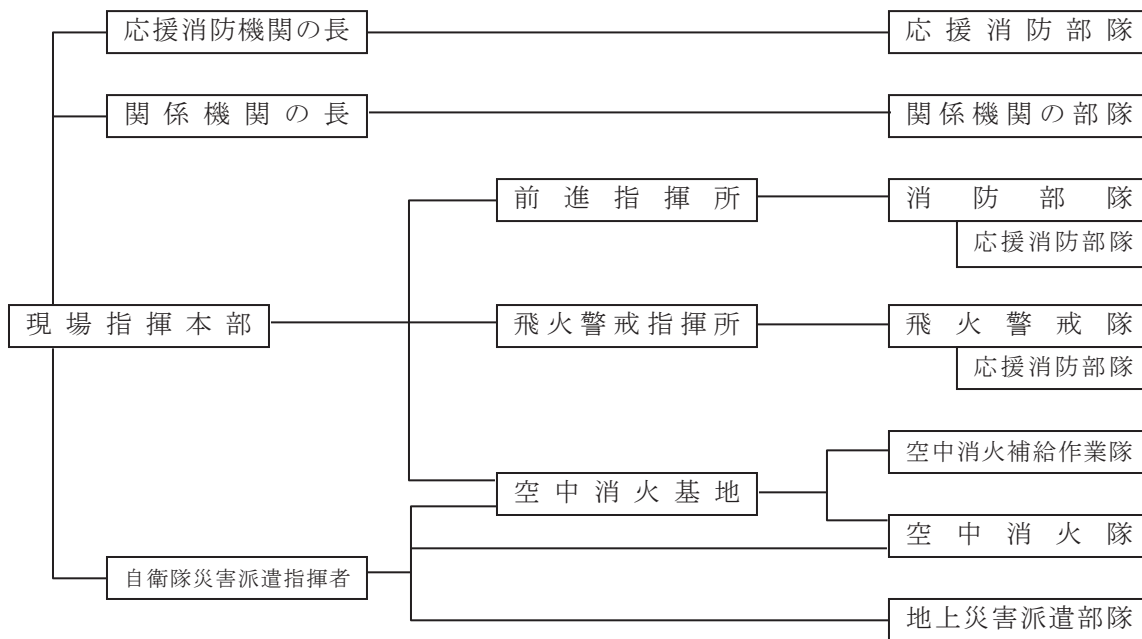 応援消防機関の長
応援消防部隊
関係機関の長
関係機関の部隊
前進指揮所
消防部隊
応援消防部隊
現場指揮本部
飛火警戒指揮所
飛火警戒隊
応援消防部隊
空中消火補給作業隊
空中消火基地
空中消火隊
自衛隊災害派遣指揮者
地上災害派遣部隊